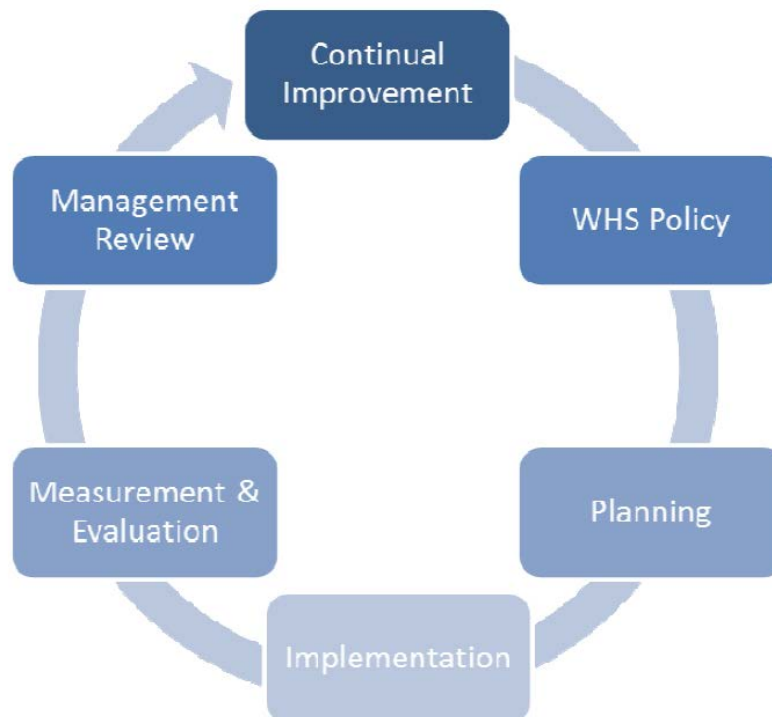 Continual
Improvement
WHS Policy
Planning
Implementation
Measurement &
Evaluation
Management
Review